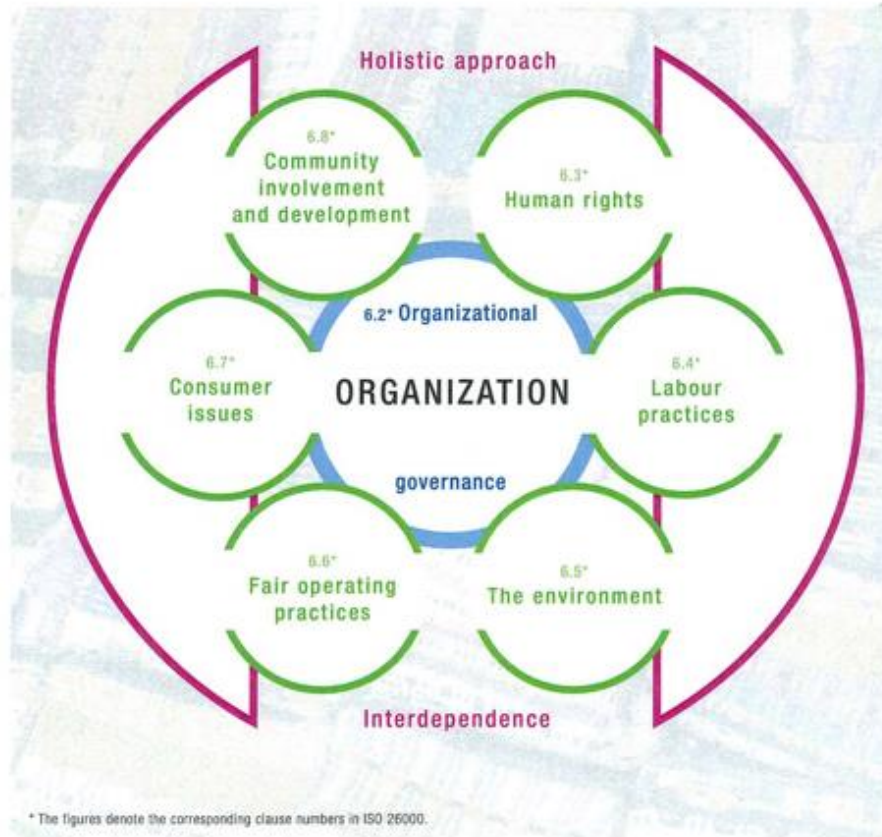 Holistic approach
6.8*
Community
involvement
and development
6.3*
Human rights
6.2* Organizational
6.7*
Consumer
issues
ORGANIZATION
6.4*
Labour
practices
governance
6.6*
Fair operating
practices
6.5*
The environment
Interdependence
* The figures denote the corresponding clause numbers in ISO 26000.